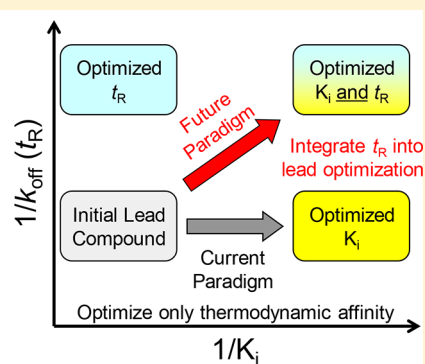 Optimized
tR
Optimized
Ki and tR
Future
Paradigm
Integrate tR into
lead optimization
1/koff (tR)
Initial Lead
Compound
Optimized
Ki
Current
Paradigm
Optimize only thermodynamic affinity
1/Ki